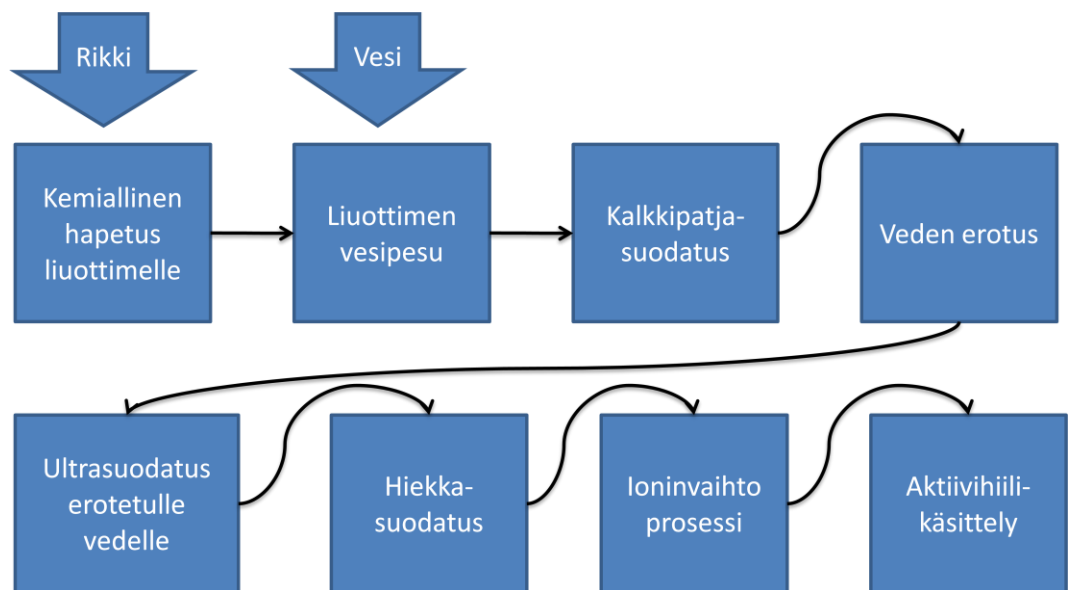 Rikki
Vesi
Kemiallinen
hapetus
liuottimelle
Liuottimen
vesipesu
Kalkkipatja-
suodatus
Veden erotus
Ultrasuodatus
erotetulle
vedelle
Hiekka-
suodatus
Ioninvaihto
prosessi
Aktiivihiili-
käsittely